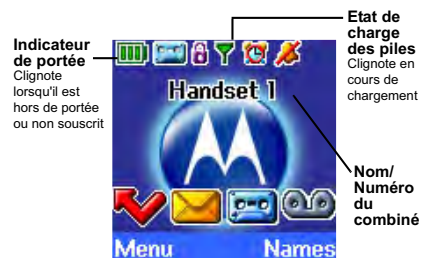 Indicateur
de portée
Clignote
lorsqu'il est
hors de portée
ou non souscrit
Etat de
charge
des piles
Clignote en
cours de
chargement
Handset 1
Nom/
Numéro
du
combiné
Menu
Names